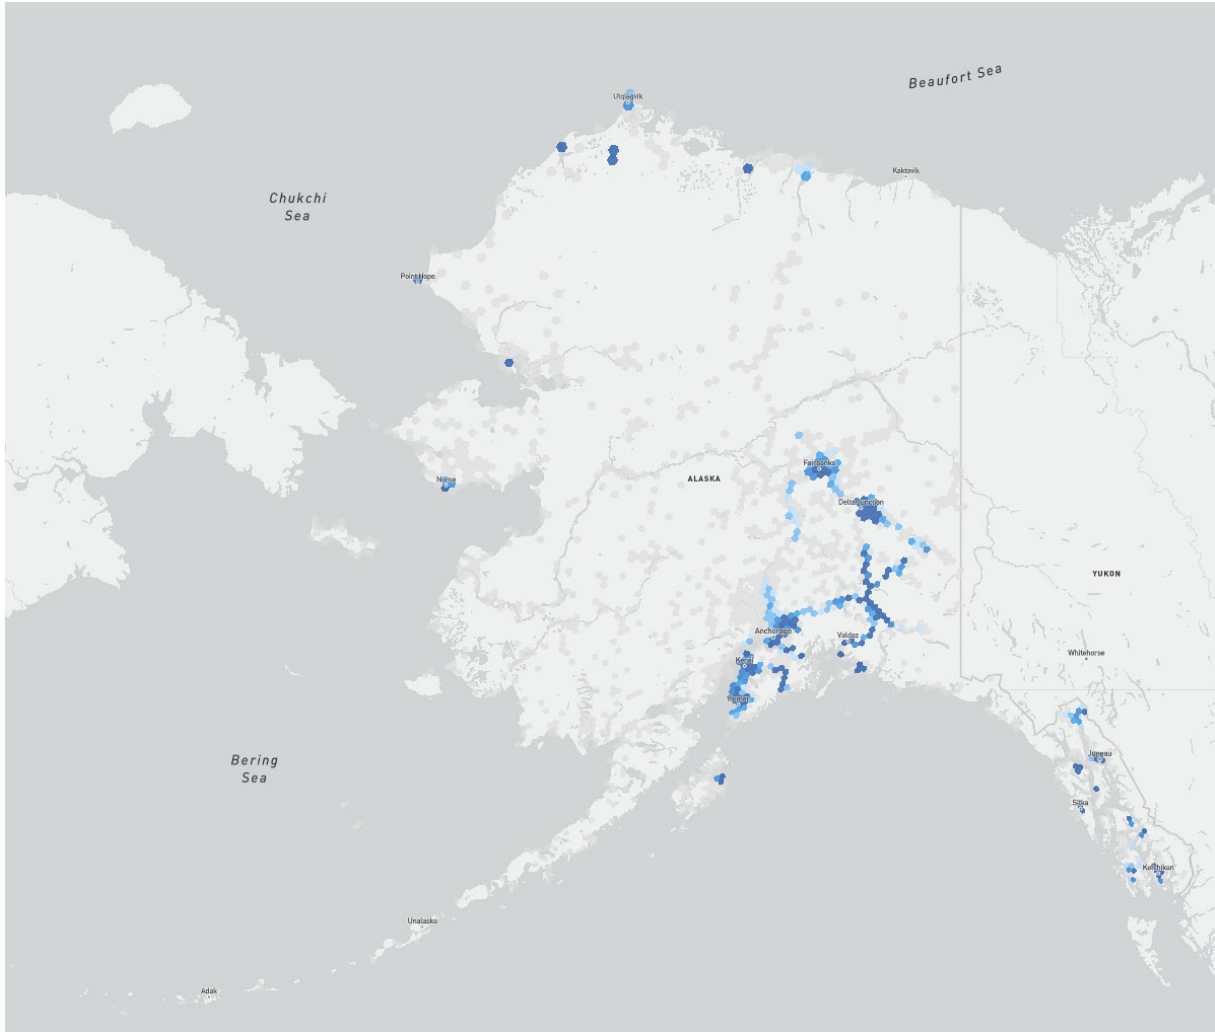 Beaufort Sea
Utqiagvik
Chukchi
Sea
Kaktovik
Point Hope
Fairbanks
ALASKA
Nome
Delta Junction
YUKON
Anchorage
Valdez
Whitehorse
Kenai
Homer
Juneau
Bering
Sea
Sitka
Ketchikan
Unalaska
Adak